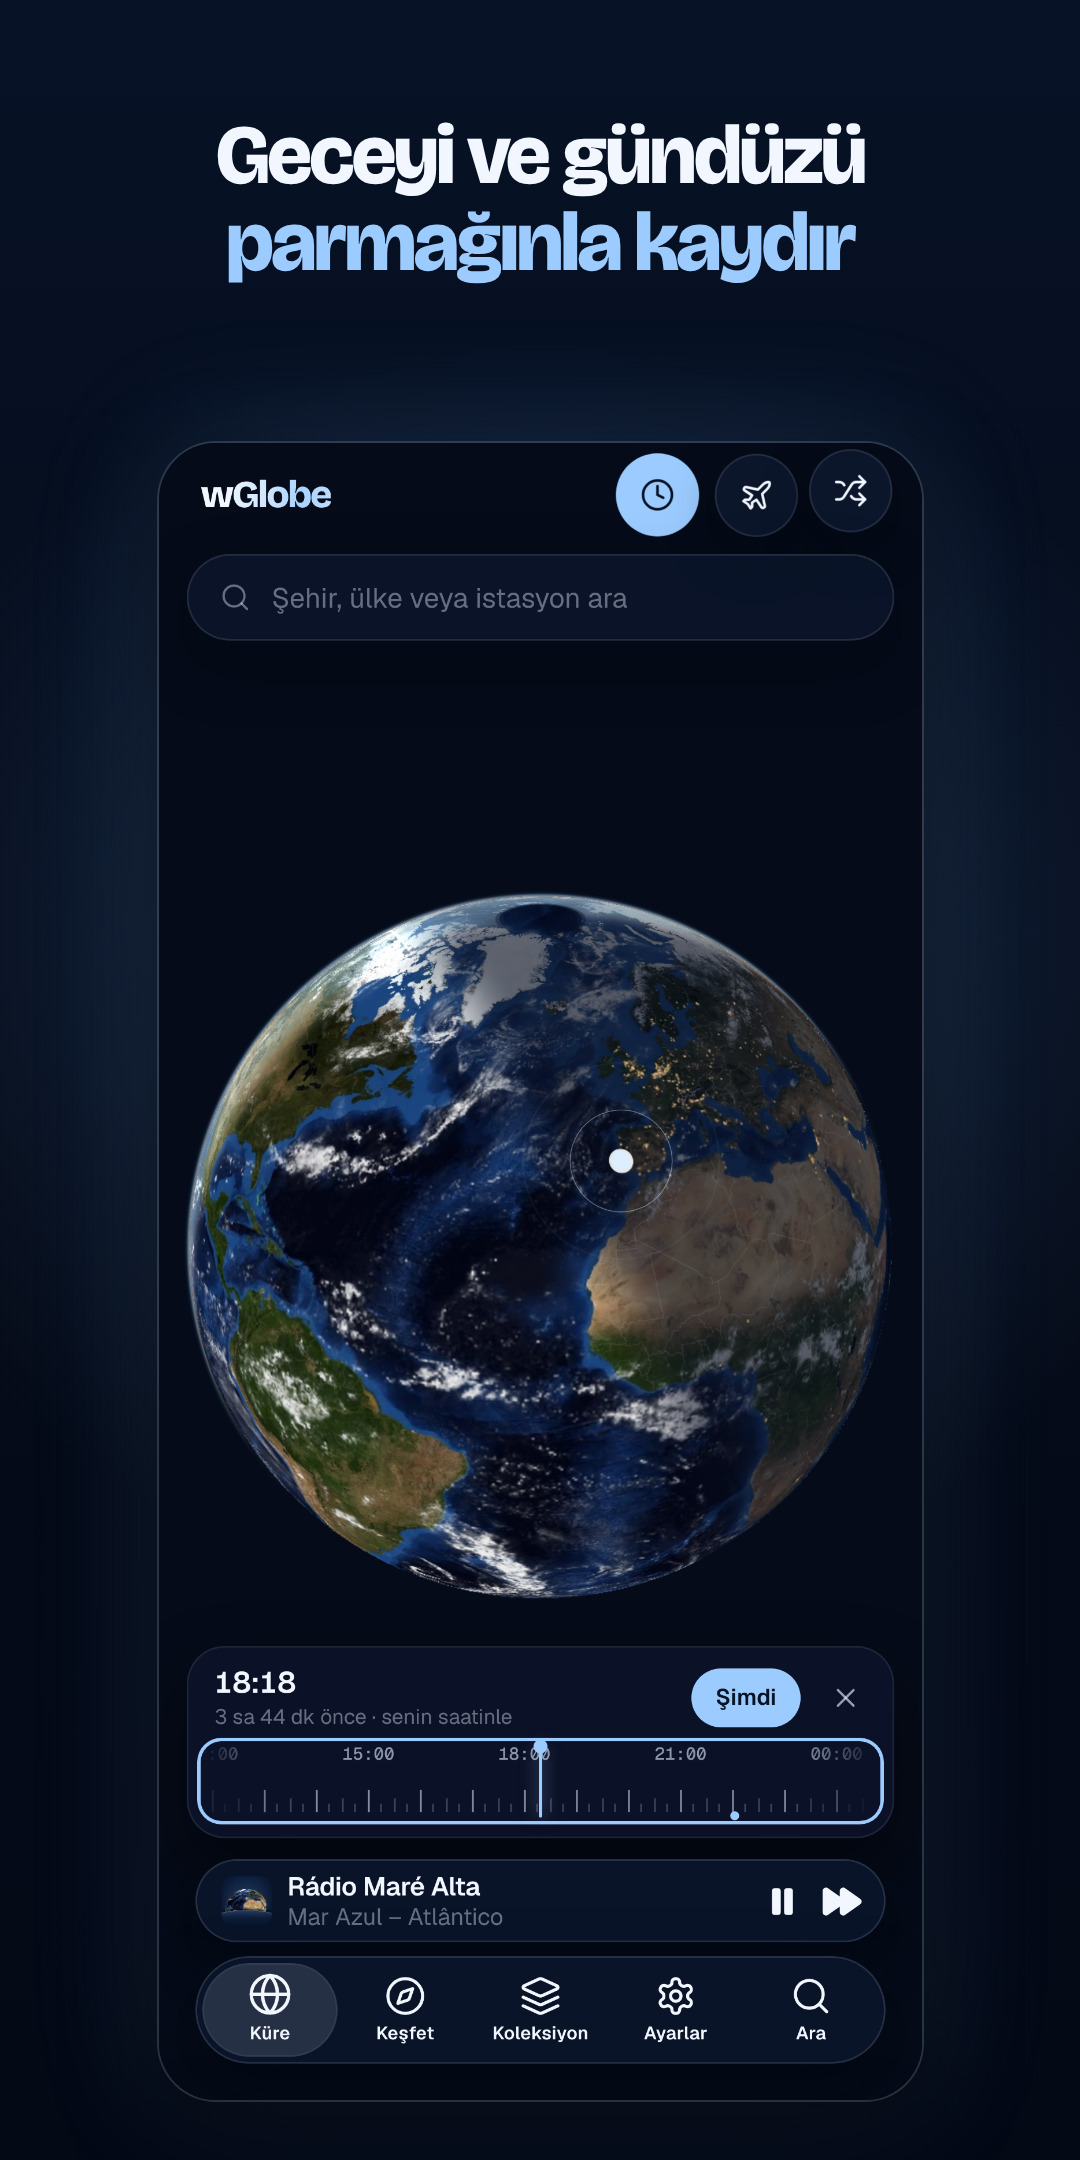 Geceyi ve gündüzü
parmağınla kaydır
wGlobe
Şehir, ülke veya istasyon ara
18:18
3 sa 44 dk önce · senin saatinle
Şimdi
:00 15:00 18:00 21:00 00:00
Rádio Maré Alta
Mar Azul – Atlântico
Küre Keşfet Koleksiyon Ayarlar Ara